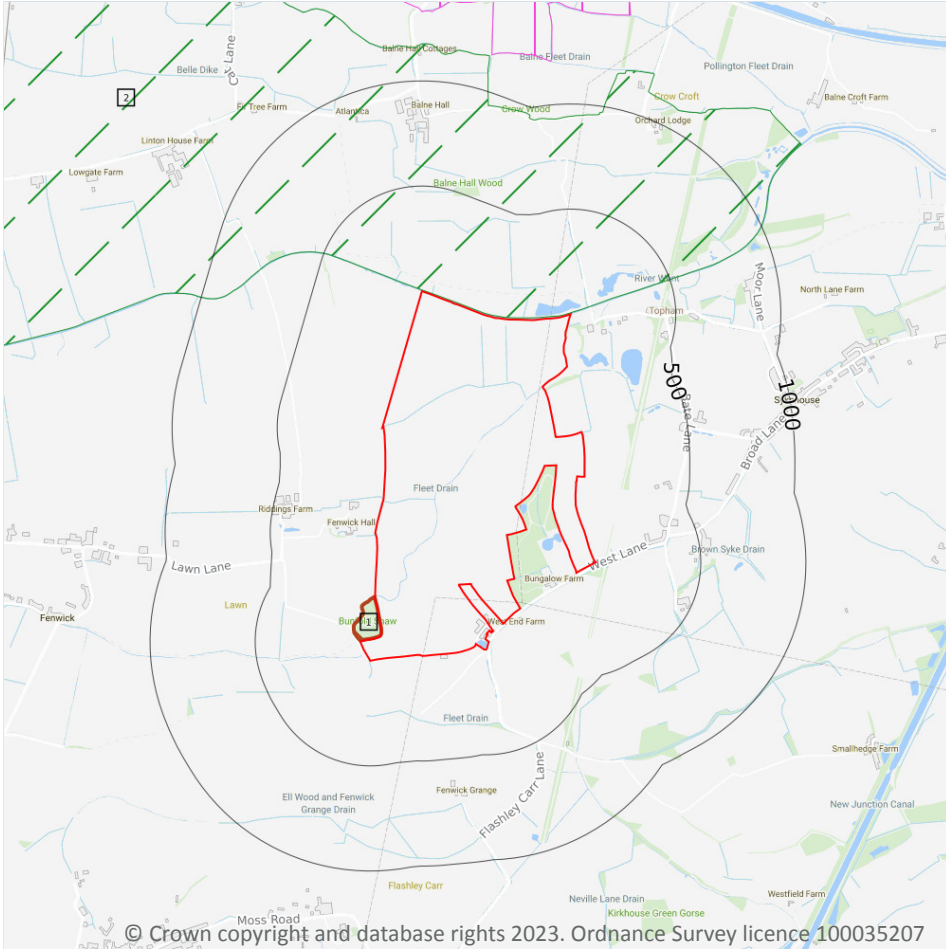 Balne Hall Cottages
Balne Fleet Drain
Pollington Fleet Drain
Cat Lane
Belle Dike
2
Fir Tree Farm
Atlantica
Balne Hall
Crow Wood
Crow Croft
Orchard Lodge
Balne Croft Farm
Linton House Farm
Lowgate Farm
Balne Hall Wood
River Went
Moor Lane
North Lane Farm
Topham
500
1000
Sykehouse
Pate Lane
Broad Lane
Fleet Drain
Riddings Farm
Fenwick Hall
Lawn Lane
West Lane
Brown Syke Drain
Bungalow Farm
Lawn
Fenwick
1
Shaw
West End Farm
Fleet Drain
Smallhedge Farm
Fenwick Grange
Ell Wood and Fenwick
Grange Drain
Flashley Carr Lane
New Junction Canal
Flashley Carr
Westfield Farm
Neville Lane Drain
Kirkhouse Green Gorse
Moss Road
© Crown copyright and database rights 2023. Ordnance Survey licence 100035207